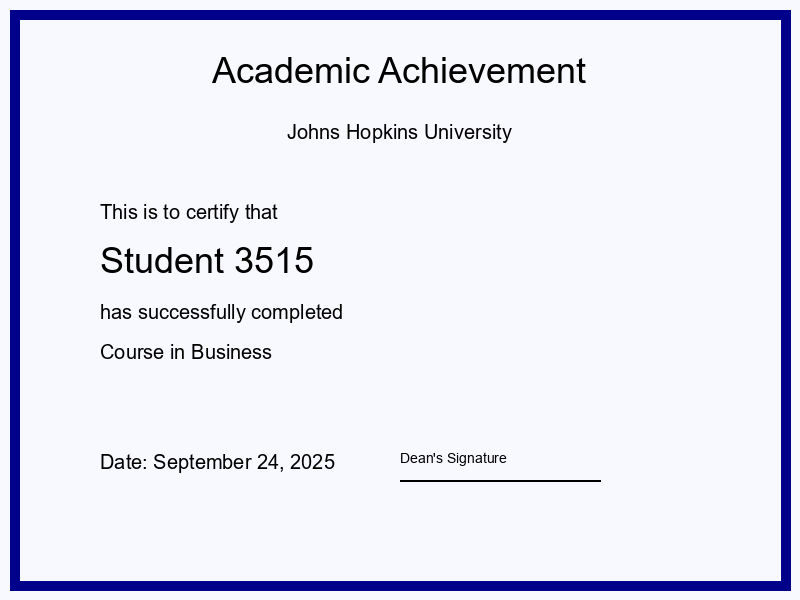 Academic Achievement
Johns Hopkins University
This is to certify that
Student 3515
has successfully completed
Course in Business
Date: September 24, 2025
Dean's Signature